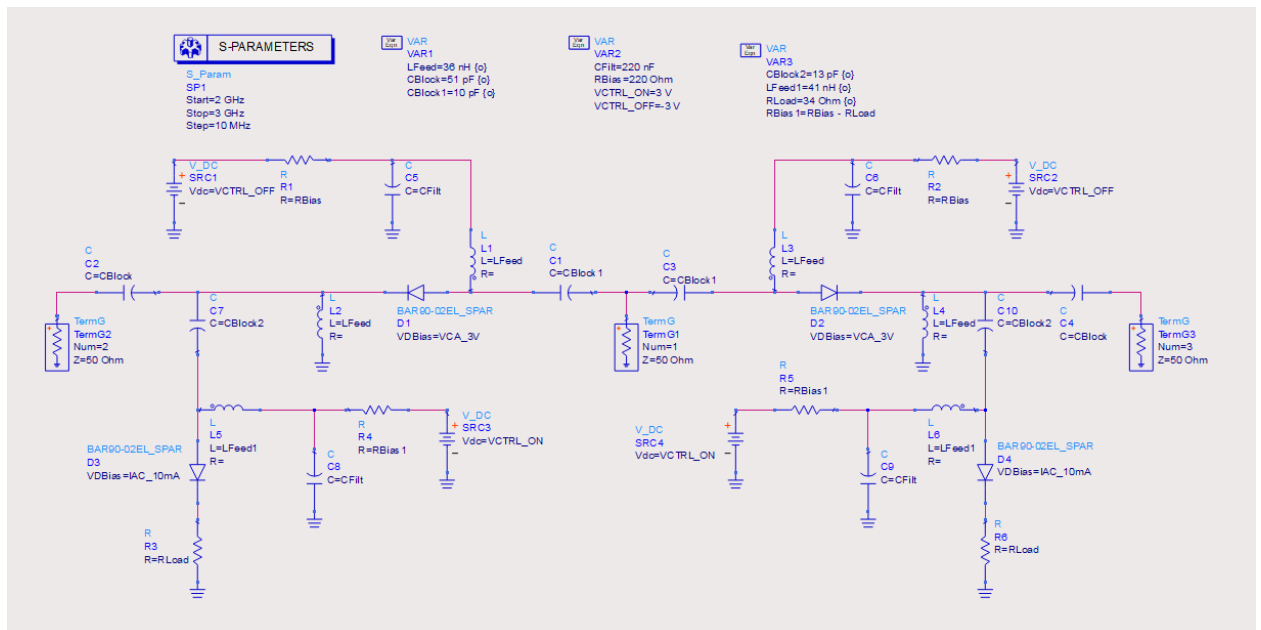 S-PARAMETERS
S_Param
SP1
Start=2 GHz
Stop=3 GHz
Step=10 MHz
Var
Eqn
VAR
VAR1
LFeed=36 nH {o}
CBlock=51 pF {o}
CBlock1=10 pF {o}
Var
Eqn
VAR
VAR2
CFilt=220 nF
RBias=220 Ohm
VCTRL_ON=3 V
VCTRL_OFF=-3 V
Var
Eqn
VAR
VAR3
CBlock2=13 pF {o}
LFeed1=41 nH {o}
RLoad=34 Ohm {o}
RBias1=RBias - RLoad
V_DC
SRC1
Vdc=VCTRL_OFF
R
R1
R=RBias
C
C5
C=CFilt
C
C6
C=CFilt
R
R2
R=RBias
V_DC
SRC2
Vdc=VCTRL_OFF
C
C2
C=CBlock
L
L1
L=LFeed
R=
C
C1
C=CBlock1
C
C3
C=CBlock1
L
L3
L=LFeed
R=
TermG
TermG2
Num=2
Z=50 Ohm
C
C7
C=CBlock2
L
L2
L=LFeed
R=
BAR90-02EL_SPAR
D1
VDBias=VCA_3V
TermG
TermG1
Num=1
Z=50 Ohm
BAR90-02EL_SPAR
D2
VDBias=VCA_3V
L
L4
L=LFeed
R=
C
C10
C=CBlock2
C
C4
C=CBlock
TermG
TermG3
Num=3
Z=50 Ohm
BAR90-02EL_SPAR
D3
VDBias=IAC_10mA
L
L5
L=LFeed1
R=
R
R4
R=RBias1
V_DC
SRC3
Vdc=VCTRL_ON
C
C8
C=CFilt
R
R3
R=RLoad
R
R5
R=RBias1
V_DC
SRC4
Vdc=VCTRL_ON
C
C9
C=CFilt
L
L6
L=LFeed1
R=
BAR90-02EL_SPAR
D4
VDBias=IAC_10mA
R
R6
R=RLoad